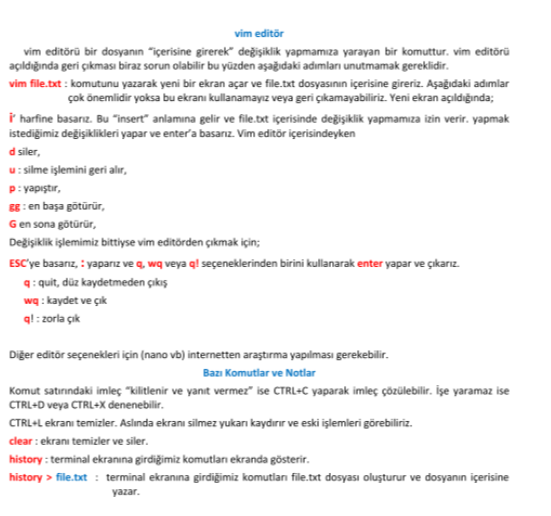 vim editör
vim editörü bir dosyanın “içerisine girerek” değişiklik yapmamıza yarayan bir komuttur. vim editörü
açıldığında geri çıkması biraz sorun olabilir bu yüzden aşağıdaki adımları unutmamak gereklidir.
vim file.txt : komutunu yazarak yeni bir ekran açar ve file.txt dosyasının içerisine gireriz. Aşağıdaki adımlar
çok önemlidir yoksa bu ekranı kullanamayız veya geri çıkamayabiliriz. Yeni ekran açıldığında;
i’ harfine basarız. Bu “insert” anlamına gelir ve file.txt içerisinde değişiklik yapmamıza izin verir. yapmak
istediğimiz değişiklikleri yapar ve enter’a basarız. Vim editör içerisindeyken
d siler,
u : silme işlemini geri alır,
p : yapıştır,
gg : en başa götürür,
G en sona götürür,
Değişiklik işlemimiz bittiyse vim editörden çıkmak için;
ESC’ye basarız, : yaparız ve q, wq veya q! seçeneklerinden birini kullanarak enter yapar ve çıkarız.
q : quit, düz kaydetmeden çıkış
wq : kaydet ve çık
q! : zorla çık
Diğer editör seçenekleri için (nano vb) internetten araştırma yapılması gerekebilir.
Bazı Komutlar ve Notlar
Komut satırındaki imleç “kilitlenir ve yanıt vermez” ise CTRL+C yaparak imleç çözülebilir. İşe yaramaz ise
CTRL+D veya CTRL+X denenebilir.
CTRL+L ekranı temizler. Aslında ekranı silmez yukarı kaydırır ve eski işlemleri görebiliriz.
clear : ekranı temizler ve siler.
history : terminal ekranına girdiğimiz komutları ekranda gösterir.
history > file.txt : terminal ekranına girdiğimiz komutları file.txt dosyası oluşturur ve dosyanın içerisine
yazar.